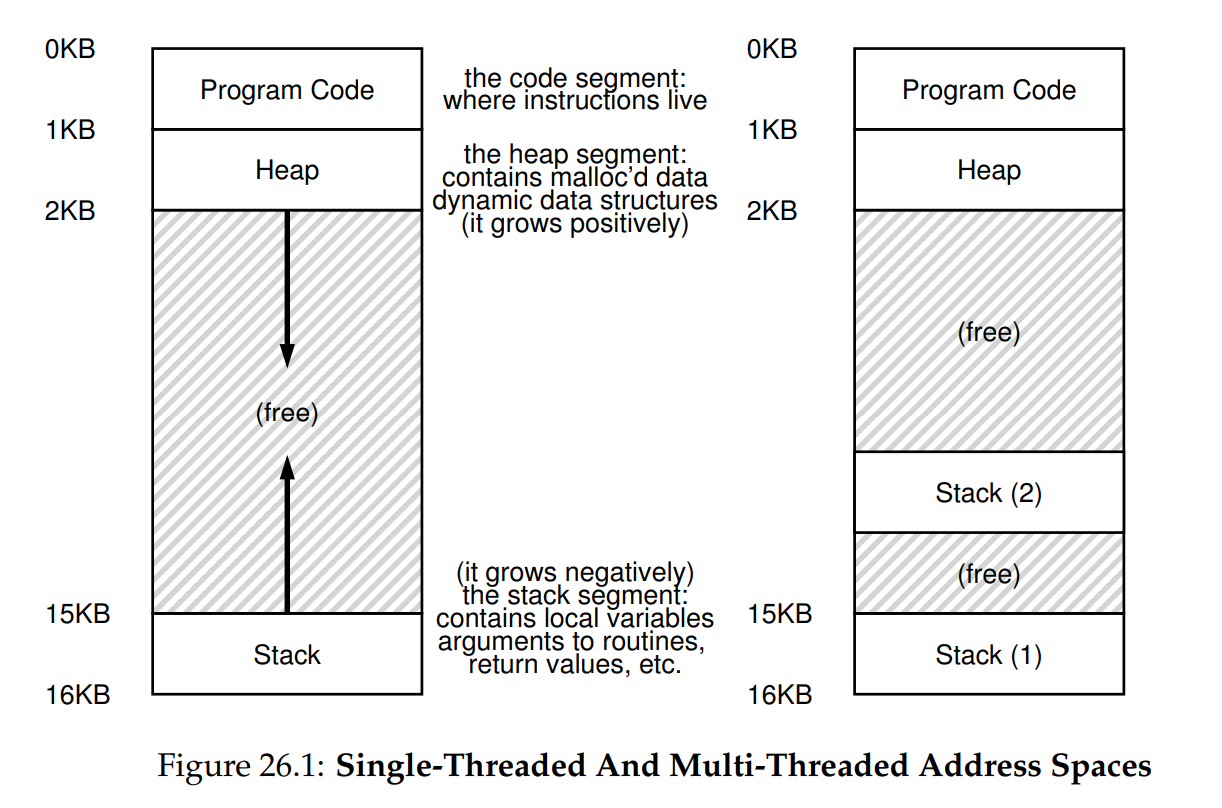 0KB
Program Code
the code segment:
where instructions live
1KB
Heap
the heap segment:
contains malloc'd data
dynamic data structures
(it grows positively)
2KB
(free)
(it grows negatively)
the stack segment:
contains local variables
arguments to routines,
return values, etc.
15KB
Stack
16KB
0KB
Program Code
1KB
Heap
2KB
(free)
Stack (2)
(free)
15KB
Stack (1)
16KB
Figure 26.1: Single-Threaded And Multi-Threaded Address Spaces